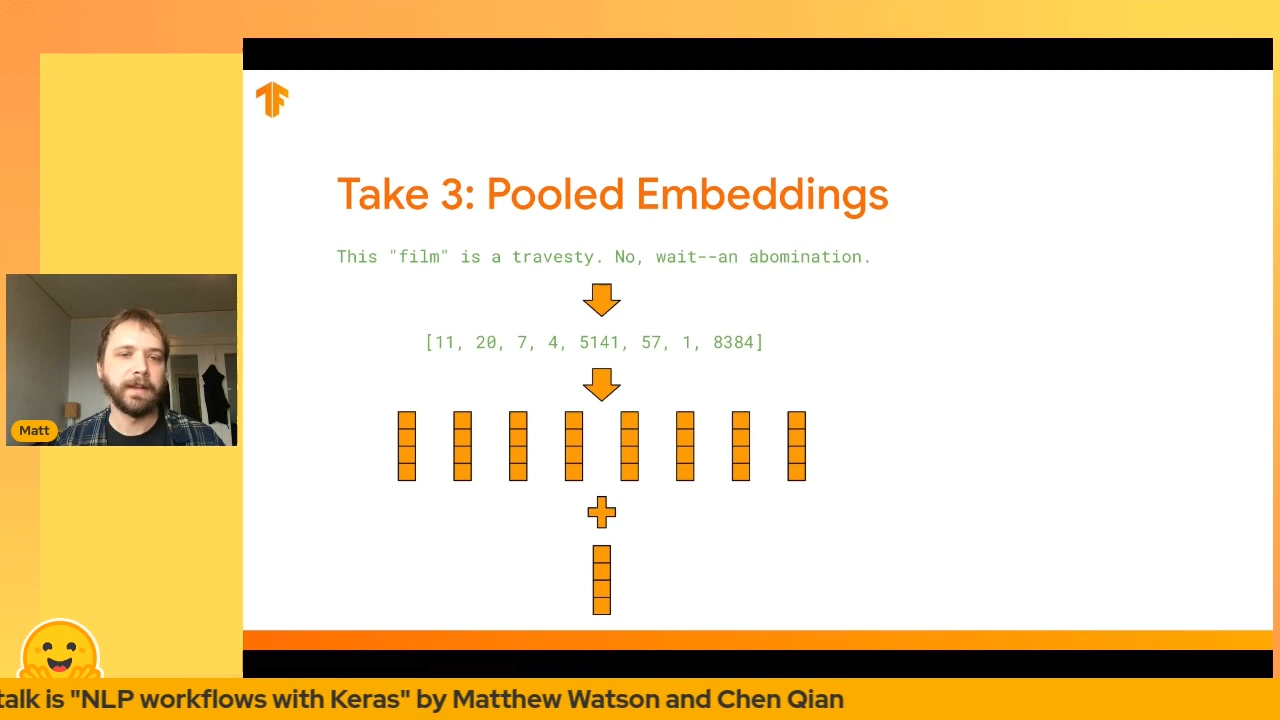 Take 3: Pooled Embeddings
This "film" is a travesty. No, wait--an abomination.
[11, 20, 7, 4, 5141, 57, 1, 8384]
Matt
talk is "NLP workflows with Keras" by Matthew Watson and Chen Qian